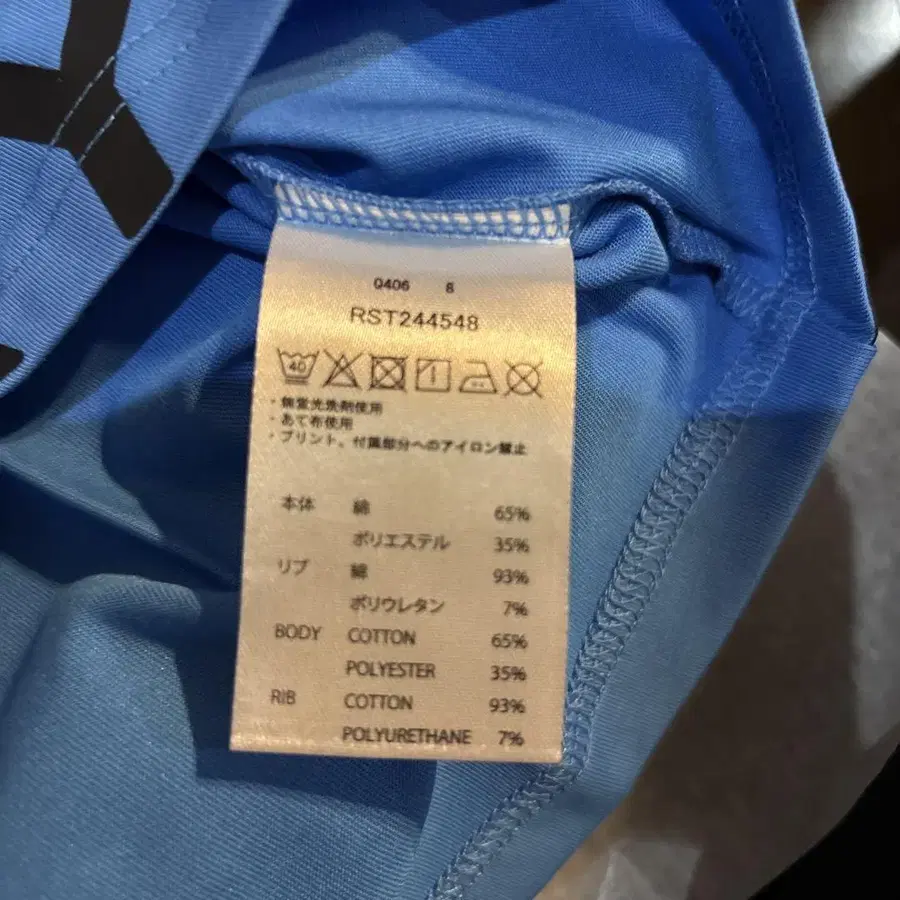 Q406 8
RST244548
40
・無蛍光洗剤使用
・あて布使用
・プリント、付属部分へのアイロン禁止
本体 綿 65%
ポリエステル 35%
リブ 綿 93%
ポリウレタン 7%
BODY COTTON 65%
POLYESTER 35%
RIB COTTON 93%
POLYURETHANE 7%